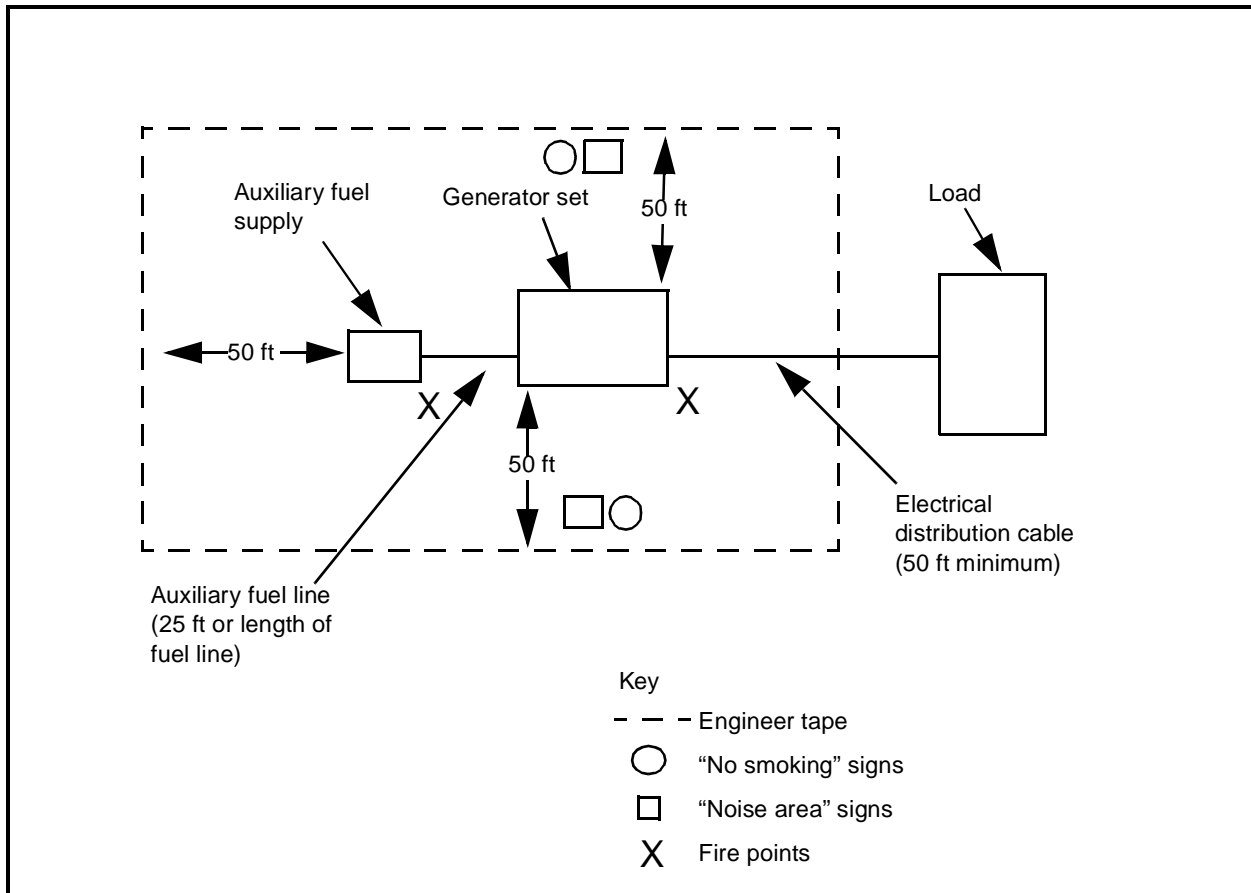 Auxiliary fuel
supply
Generator set
50 ft
Load
50 ft
X
X
50 ft
Electrical
distribution cable
(50 ft minimum)
Auxiliary fuel line
(25 ft or length of
fuel line)
Key
Engineer tape
“No smoking” signs
“Noise area” signs
X Fire points